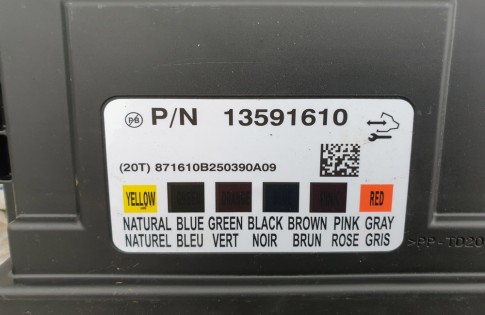 PB P/N 13591610
(20T) 871610B250390A09
YELLOW RED
NATURAL BLUE GREEN BLACK BROWN PINK GRAY
NATUREL BLEU VERT NOIR BRUN ROSE GRIS
>PP-TD20